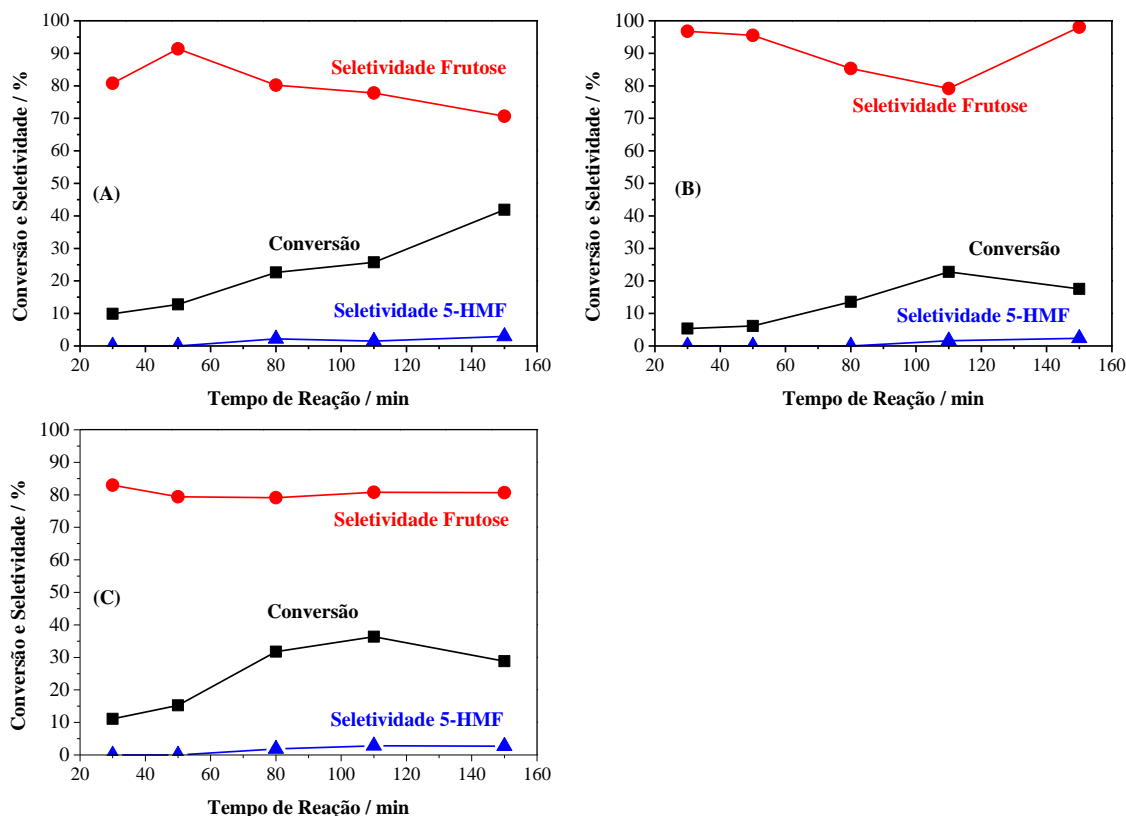 100
90
80
70
60
50
40
30
20
10
0
Conversão e Seletividade / %
(A)
Seletividade Frutose
Conversão
Seletividade 5-HMF
20 40 60 80 100 120 140 160
Tempo de Reação / min
100
90
80
70
60
50
40
30
20
10
0
Conversão e Seletividade / %
(B)
Seletividade Frutose
Conversão
Seletividade 5-HMF
20 40 60 80 100 120 140 160
Tempo de Reação / min
100
90
80
70
60
50
40
30
20
10
0
Conversão e Seletividade / %
(C)
Seletividade Frutose
Conversão
Seletividade 5-HMF
20 40 60 80 100 120 140 160
Tempo de Reação / min